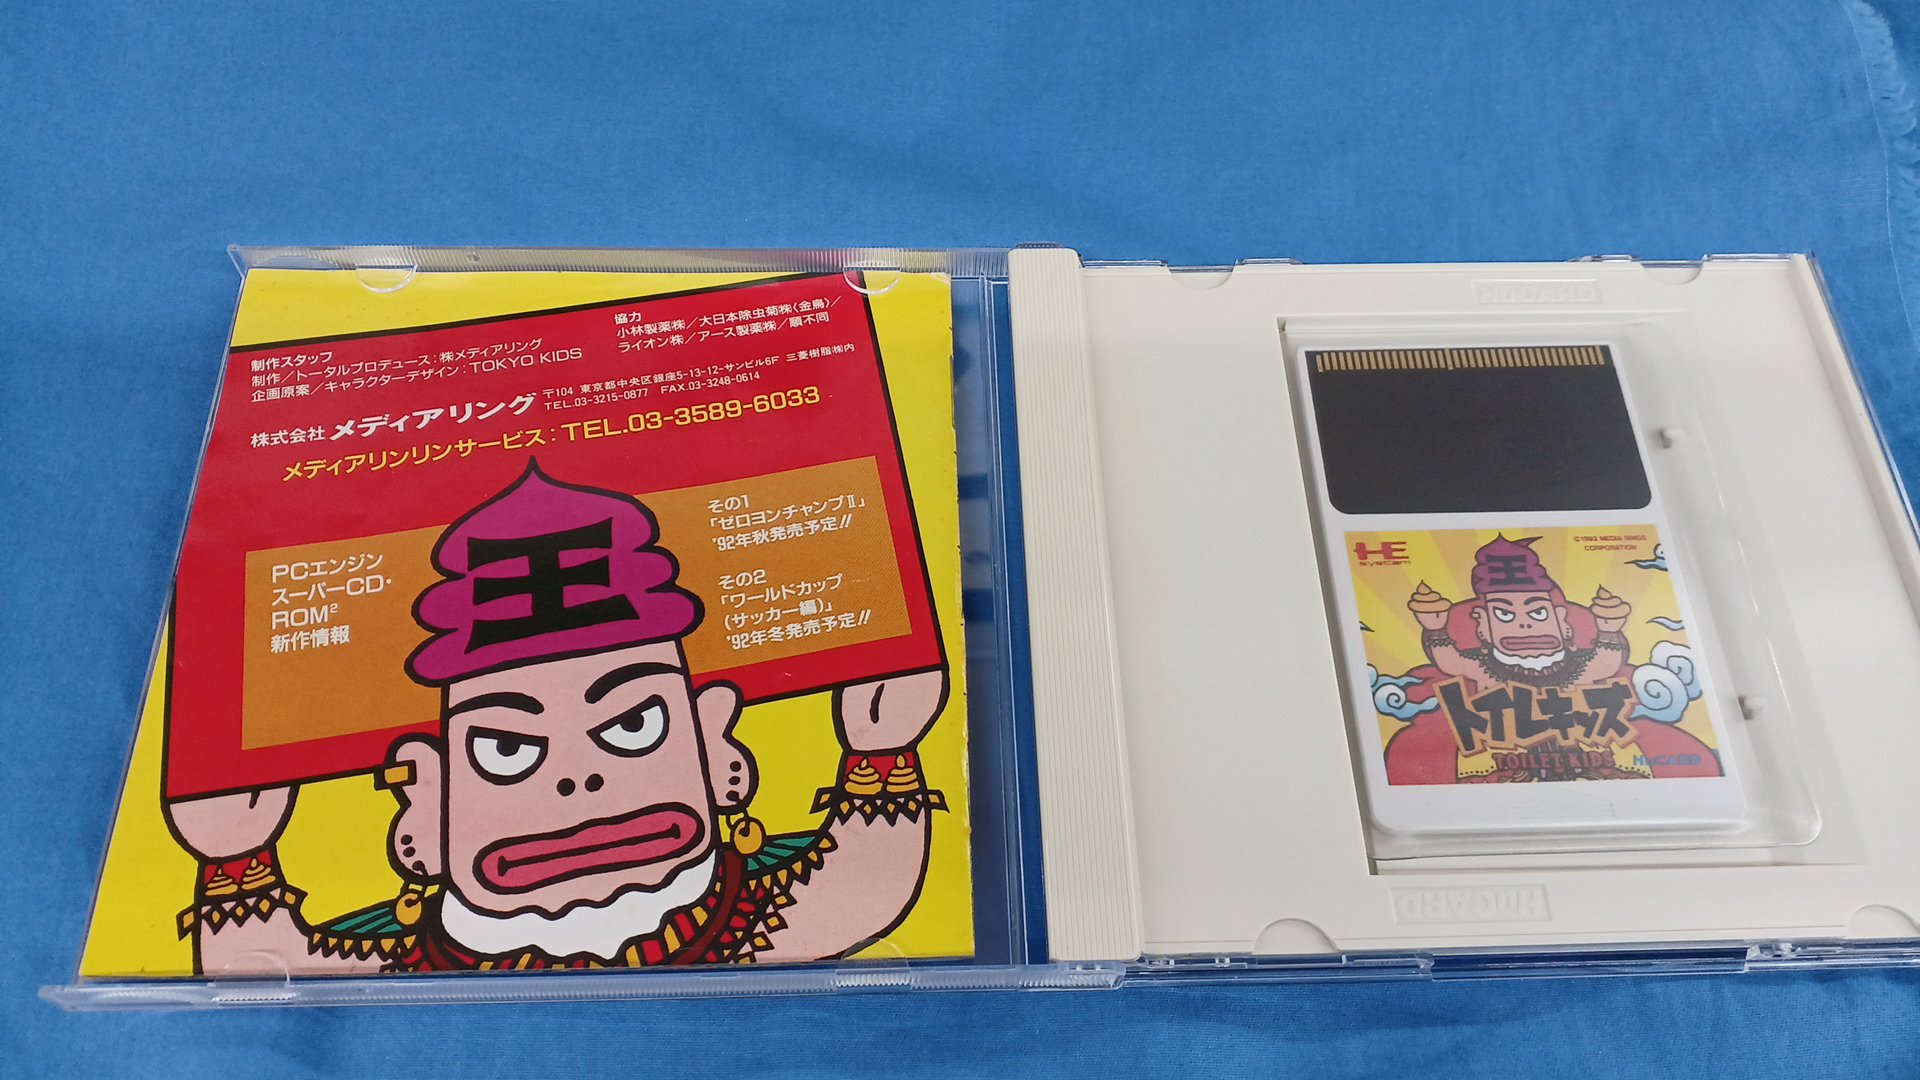 制作スタッフ
制作/トータルプロデュース:㈱メディアリング
企画原案/キャラクターデザイン:TOKYO KIDS
協力
小林製薬㈱/大日本除虫菊㈱〈金鳥〉/
ライオン㈱/アース製薬㈱/順不同
株式会社 メディアリング
〒104 東京都中央区銀座5-13-12-サンビル6F 三菱樹脂㈱内
TEL.03-3215-0877 FAX.03-3248-0614
メディアリンリンサービス:TEL.03-3589-6033
PCエンジン
スーパーCD・
ROM²
新作情報
その1
「ゼロヨンチャンプⅡ」
'92年秋発売予定!!
その2
「ワールドカップ
(サッカー編)」
'92年冬発売予定!!
王
HuCARD
HE
system
©1992 MEDIA RINGS
CORPORATION
王
トイレキッズ
TOILET KIDS
HuCARD
HuCARD